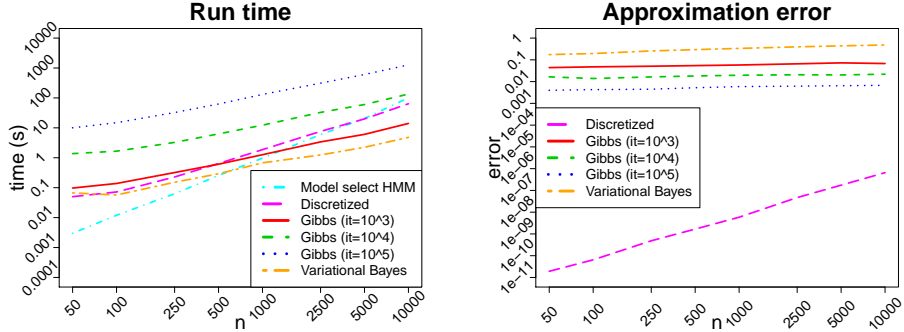 Run time
time (s)
10000
1000
100
10
1
0.1
0.01
0.001
0.0001
Model select HMM
Discretized
Gibbs (it=10^3)
Gibbs (it=10^4)
Gibbs (it=10^5)
Variational Bayes
50
100
250
500
1000
2500
5000
10000
n
Approximation error
error
1
0.1
0.01
0.001
1e−04
1e−05
1e−06
1e−07
1e−08
1e−09
1e−10
1e−11
Discretized
Gibbs (it=10^3)
Gibbs (it=10^4)
Gibbs (it=10^5)
Variational Bayes
50
100
250
500
1000
2500
5000
10000
n